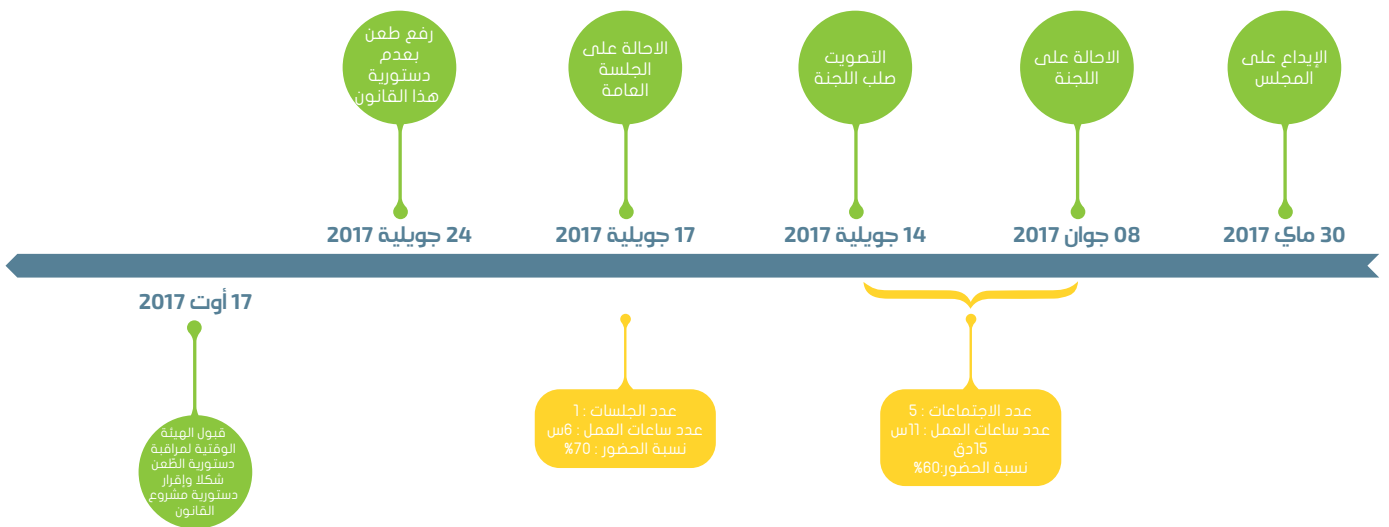 الإيداع على
المجلس
30 ماي 2017
الاحالة على
اللجنة
08 جوان 2017
التصويت
صلب اللجنة
14 جويلية 2017
الاحالة على
الجلسة
العامة
17 جويلية 2017
رفع طعن
بعدم
دستورية
هذا القانون
24 جويلية 2017
عدد الاجتماعات : 5
عدد ساعات العمل : 11س
15دق
نسبة الحضور:60%
عدد الجلسات : 1
عدد ساعات العمل : 6س
نسبة الحضور : 70%
17 أوت 2017
قبول الهيئة
الوقتية لمراقبة
دستورية الطّعن
شكلا وإقرار
دستورية مشروع
القانون